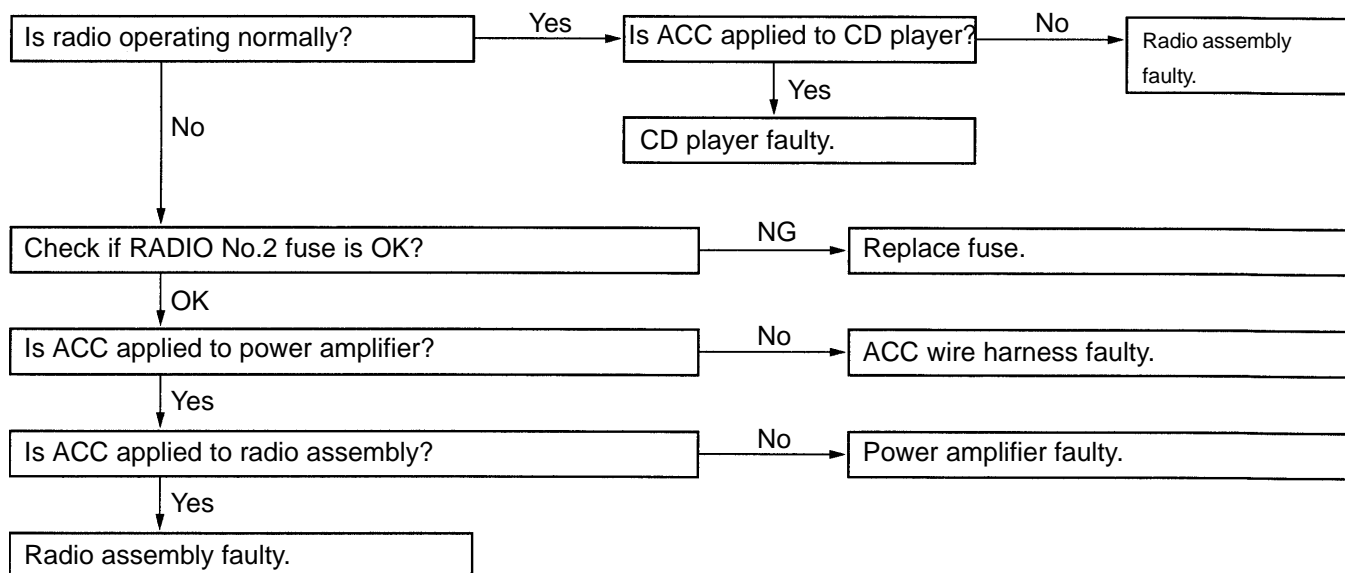 Is radio operating normally?
Yes
Is ACC applied to CD player?
No
Radio assembly
faulty.
Yes
CD player faulty.
No
Check if RADIO No.2 fuse is OK?
NG
Replace fuse.
OK
Is ACC applied to power amplifier?
No
ACC wire harness faulty.
Yes
Is ACC applied to radio assembly?
No
Power amplifier faulty.
Yes
Radio assembly faulty.